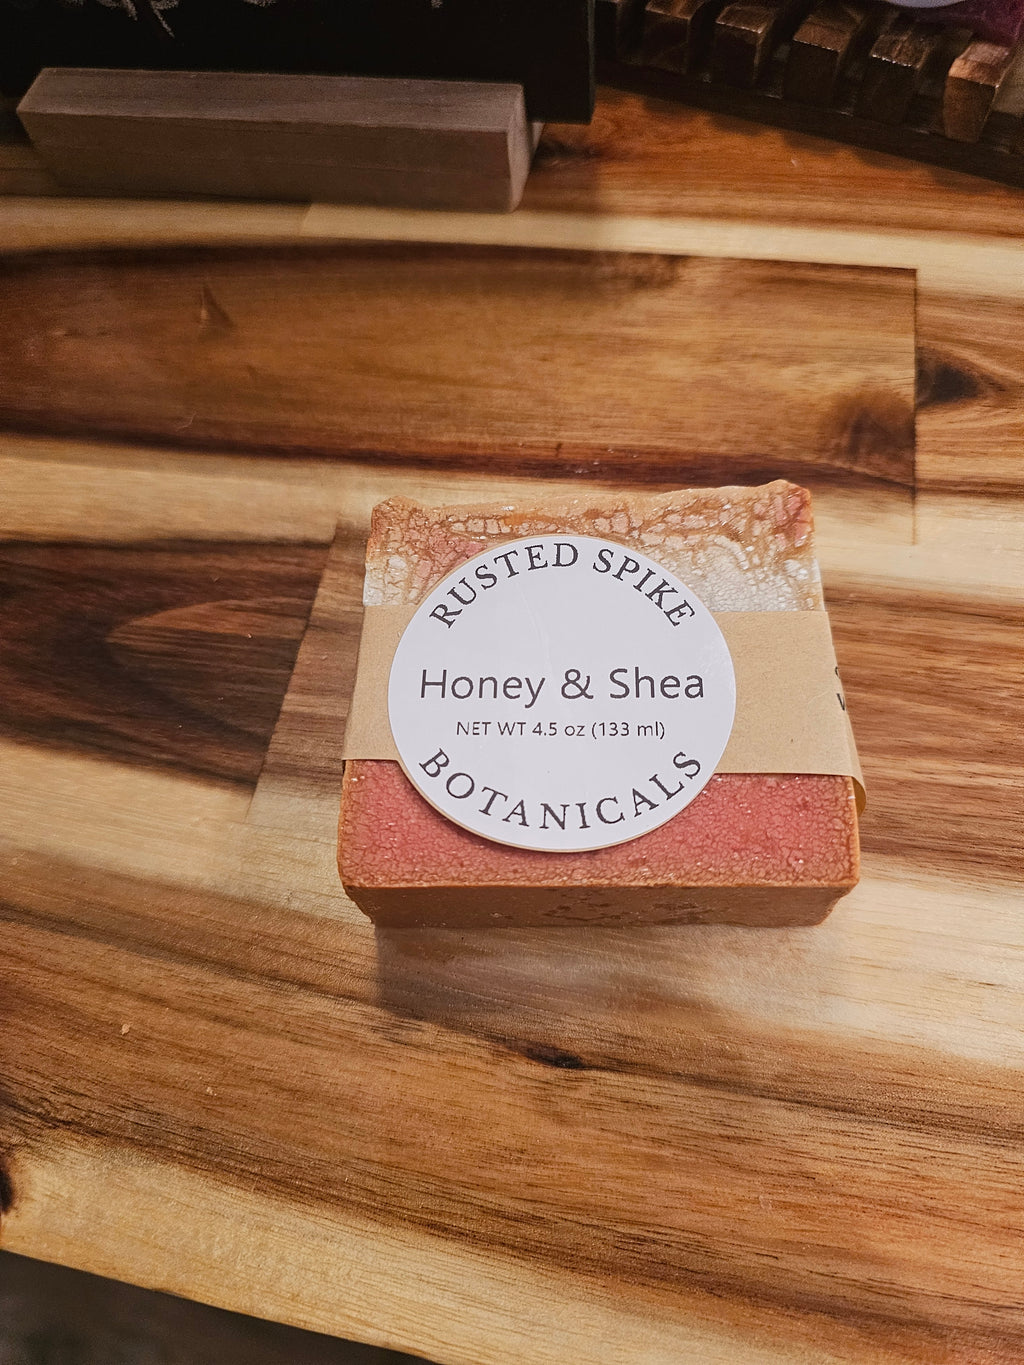 RUSTED SPIKE
Honey & Shea
NET WT 4.5 oz (133 ml)
BOTANICALS